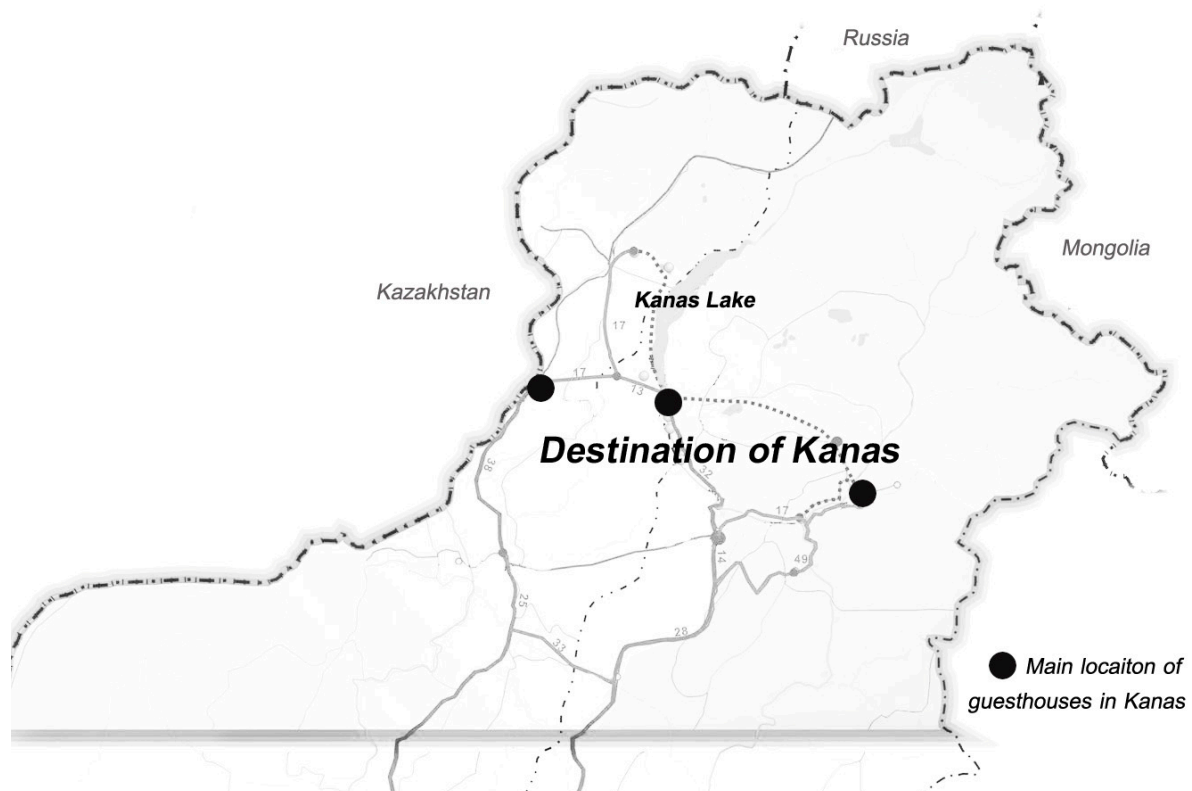 Russia
Mongolia
Kazakhstan
Kanas Lake
17
17
13
Destination of Kanas
38
32
17
14
49
25
28
33
Main locaiton of
guesthouses in Kanas